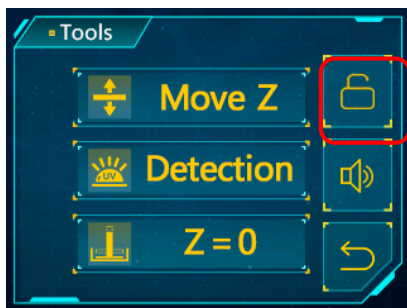 Tools
Move Z
UV
Detection
Z = 0